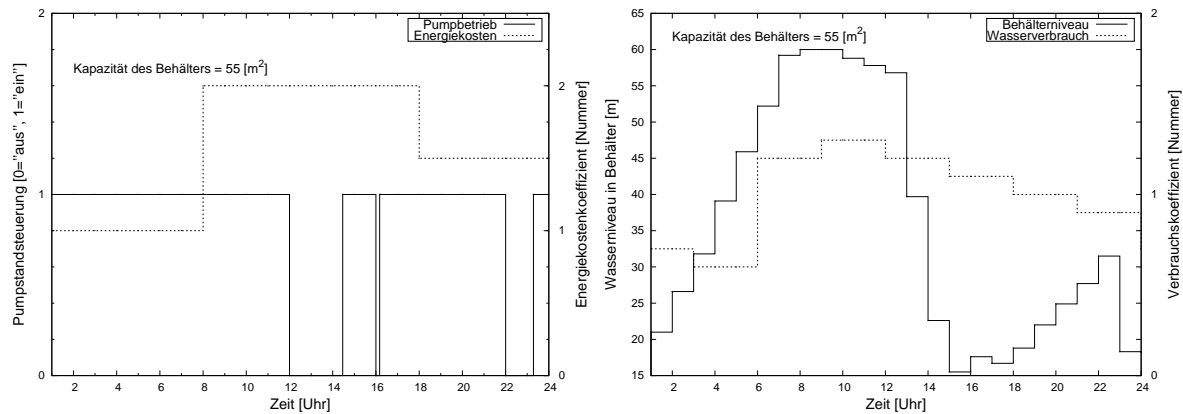 Pumpbetrieb
Energiekosten
Kapazität des Behälters = 55 [m²]
Pumpstandsteuerung [0="aus", 1="ein"]
Energiekostenkoeffizient [Nummer]
0
1
2
0
1
2
2 4 6 8 10 12 14 16 18 20 22 24
Zeit [Uhr]
Behälterniveau
Wasserverbrauch
Kapazität des Behälters = 55 [m²]
Wasserniveau in Behälter [m]
Verbrauchskoeffizient [Nummer]
65
60
55
50
45
40
35
30
25
20
15
2
1
0
2 4 6 8 10 12 14 16 18 20 22 24
Zeit [Uhr]